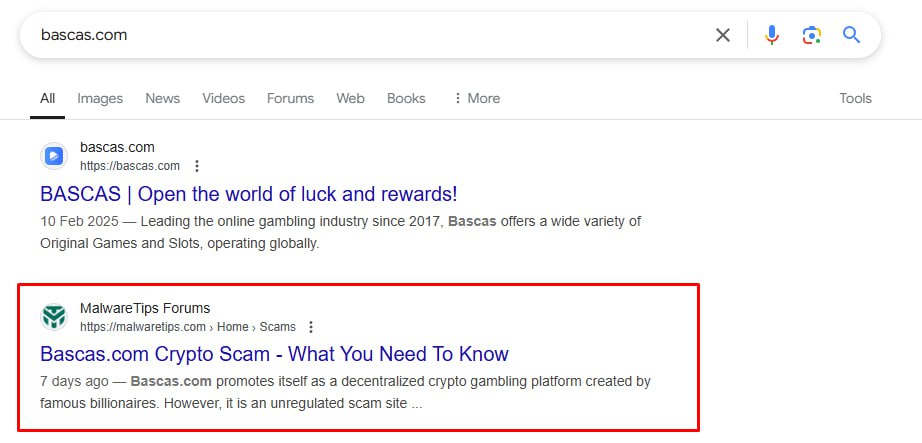 bascas.com
All Images News Videos Forums Web Books More Tools
bascas.com
https://bascas.com
BASCAS | Open the world of luck and rewards!
10 Feb 2025 — Leading the online gambling industry since 2017, Bascas offers a wide variety of
Original Games and Slots, operating globally.
MalwareTips Forums
https://malwaretips.com › Home › Scams
Bascas.com Crypto Scam - What You Need To Know
7 days ago — Bascas.com promotes itself as a decentralized crypto gambling platform created by
famous billionaires. However, it is an unregulated scam site ...